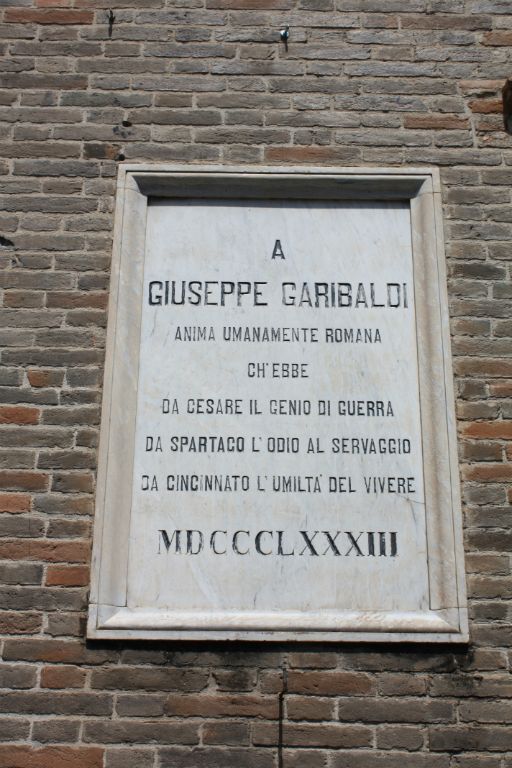 A
GIUSEPPE GARIBALDI
ANIMA UMANAMENTE ROMANA
CH'EBBE
DA CESARE IL GENIO DI GUERRA
DA SPARTACO L'ODIO AL SERVAGGIO
DA CINCINNATO L'UMILTA' DEL VIVERE
MDCCCLXXXIII